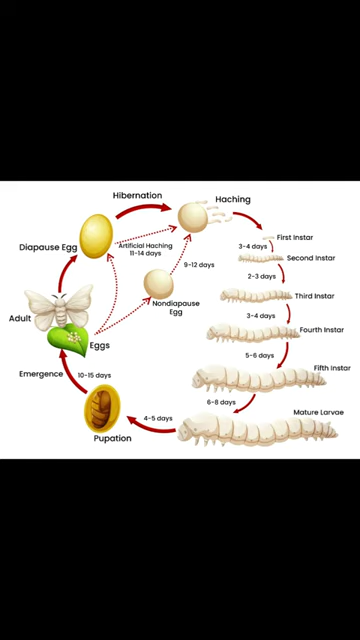 Hibernation
Haching
First Instar
3-4 days
Second Instar
2-3 days
Third Instar
3-4 days
Fourth Instar
5-6 days
Fifth Instar
6-8 days
Mature Larvae
4-5 days
Pupation
10-15 days
Emergence
Eggs
Adult
Diapause Egg
Artificial Haching
11-14 days
Nondiapause
Egg
9-12 days